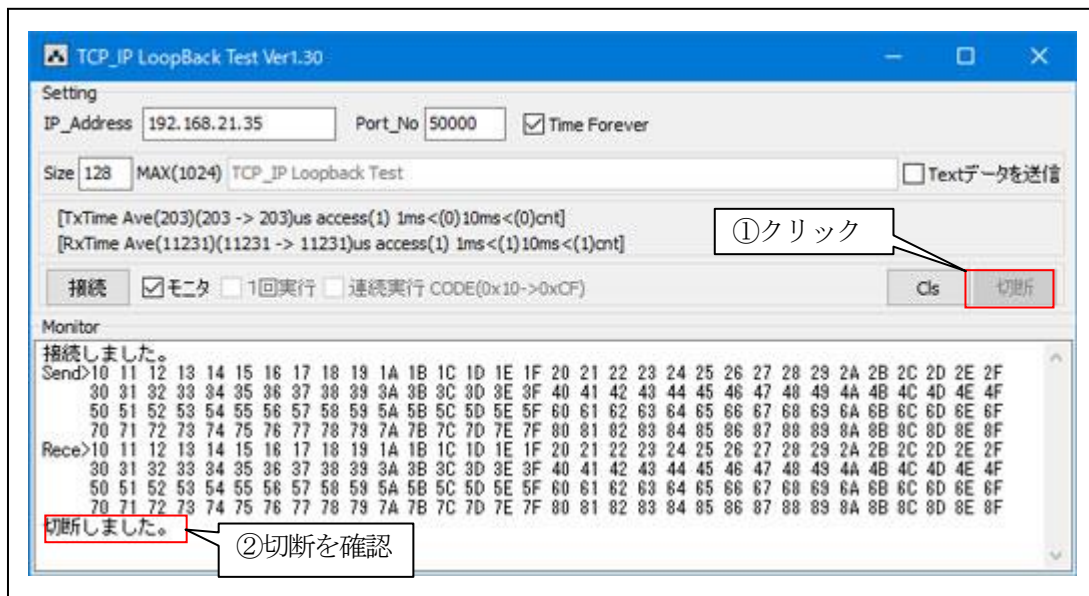 TCP_IP LoopBack Test Ver1.30
Setting
IP_Address 192.168.21.35 Port_No 50000 Time Forever
Size 128 MAX(1024) TCP_IP Loopback Test Textデータを送信
[TxTime Ave(203)(203 -> 203)us access(1) 1ms<(0)10ms<(0)cnt]
[RxTime Ave(11231)(11231 -> 11231)us access(1) 1ms<(1)10ms<(1)cnt]
①クリック
接続 モニタ 1回実行 連続実行 CODE(0x10->0xCF) Cls 切断
Monitor
接続しました。
Send>10 11 12 13 14 15 16 17 18 19 1A 1B 1C 1D 1E 1F 20 21 22 23 24 25 26 27 28 29 2A 2B 2C 2D 2E 2F
30 31 32 33 34 35 36 37 38 39 3A 3B 3C 3D 3E 3F 40 41 42 43 44 45 46 47 48 49 4A 4B 4C 4D 4E 4F
50 51 52 53 54 55 56 57 58 59 5A 5B 5C 5D 5E 5F 60 61 62 63 64 65 66 67 68 69 6A 6B 6C 6D 6E 6F
70 71 72 73 74 75 76 77 78 79 7A 7B 7C 7D 7E 7F 80 81 82 83 84 85 86 87 88 89 8A 8B 8C 8D 8E 8F
Rece>10 11 12 13 14 15 16 17 18 19 1A 1B 1C 1D 1E 1F 20 21 22 23 24 25 26 27 28 29 2A 2B 2C 2D 2E 2F
30 31 32 33 34 35 36 37 38 39 3A 3B 3C 3D 3E 3F 40 41 42 43 44 45 46 47 48 49 4A 4B 4C 4D 4E 4F
50 51 52 53 54 55 56 57 58 59 5A 5B 5C 5D 5E 5F 60 61 62 63 64 65 66 67 68 69 6A 6B 6C 6D 6E 6F
70 71 72 73 74 75 76 77 78 79 7A 7B 7C 7D 7E 7F 80 81 82 83 84 85 86 87 88 89 8A 8B 8C 8D 8E 8F
切断しました。
②切断を確認